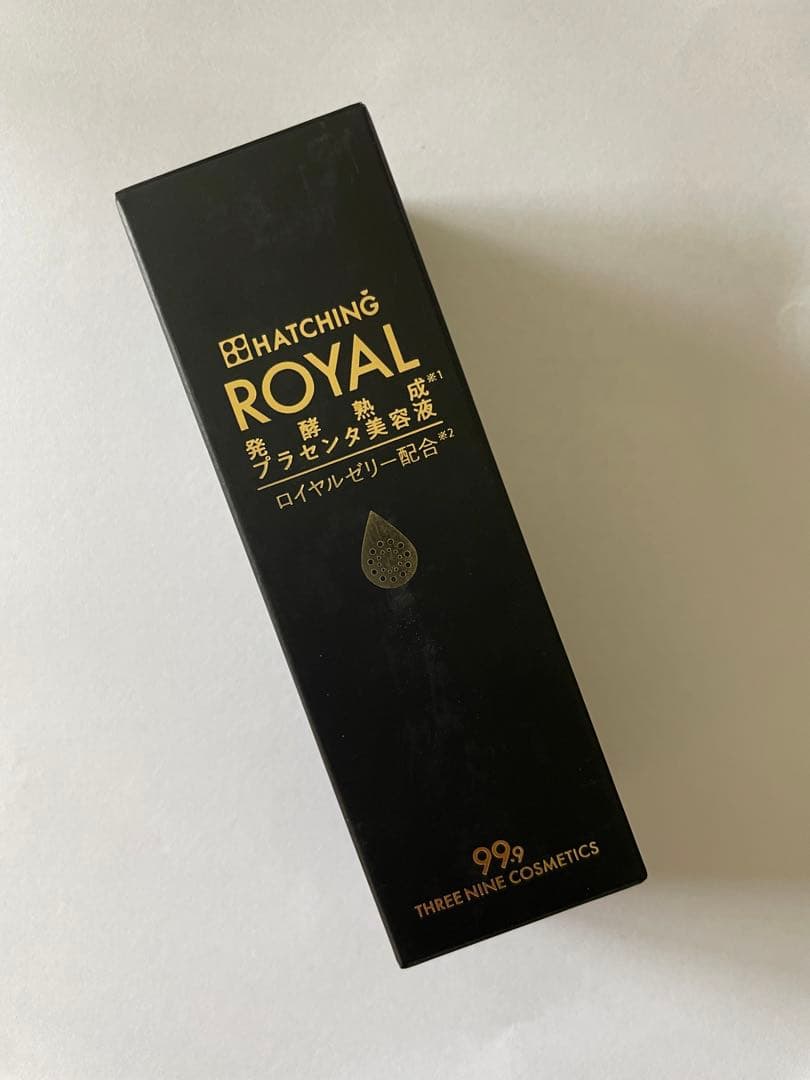 HATCHING
ROYAL
発酵熟成※1
プラセンタ美容液
ロイヤルゼリー配合※2
99.9
THREE NINE COSMETICS